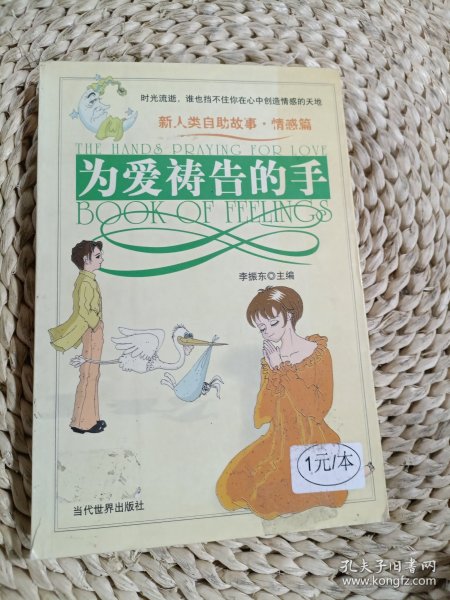 时光流逝，谁也挡不住你在心中创造情感的天地
新人类自助故事·情感篇
THE HANDS PRAYING FOR LOVE
为爱祷告的手
BOOK OF FEELINGS
李振东◎主编
1元/本
当代世界出版社
孔夫子旧书网
www.kongfz.com